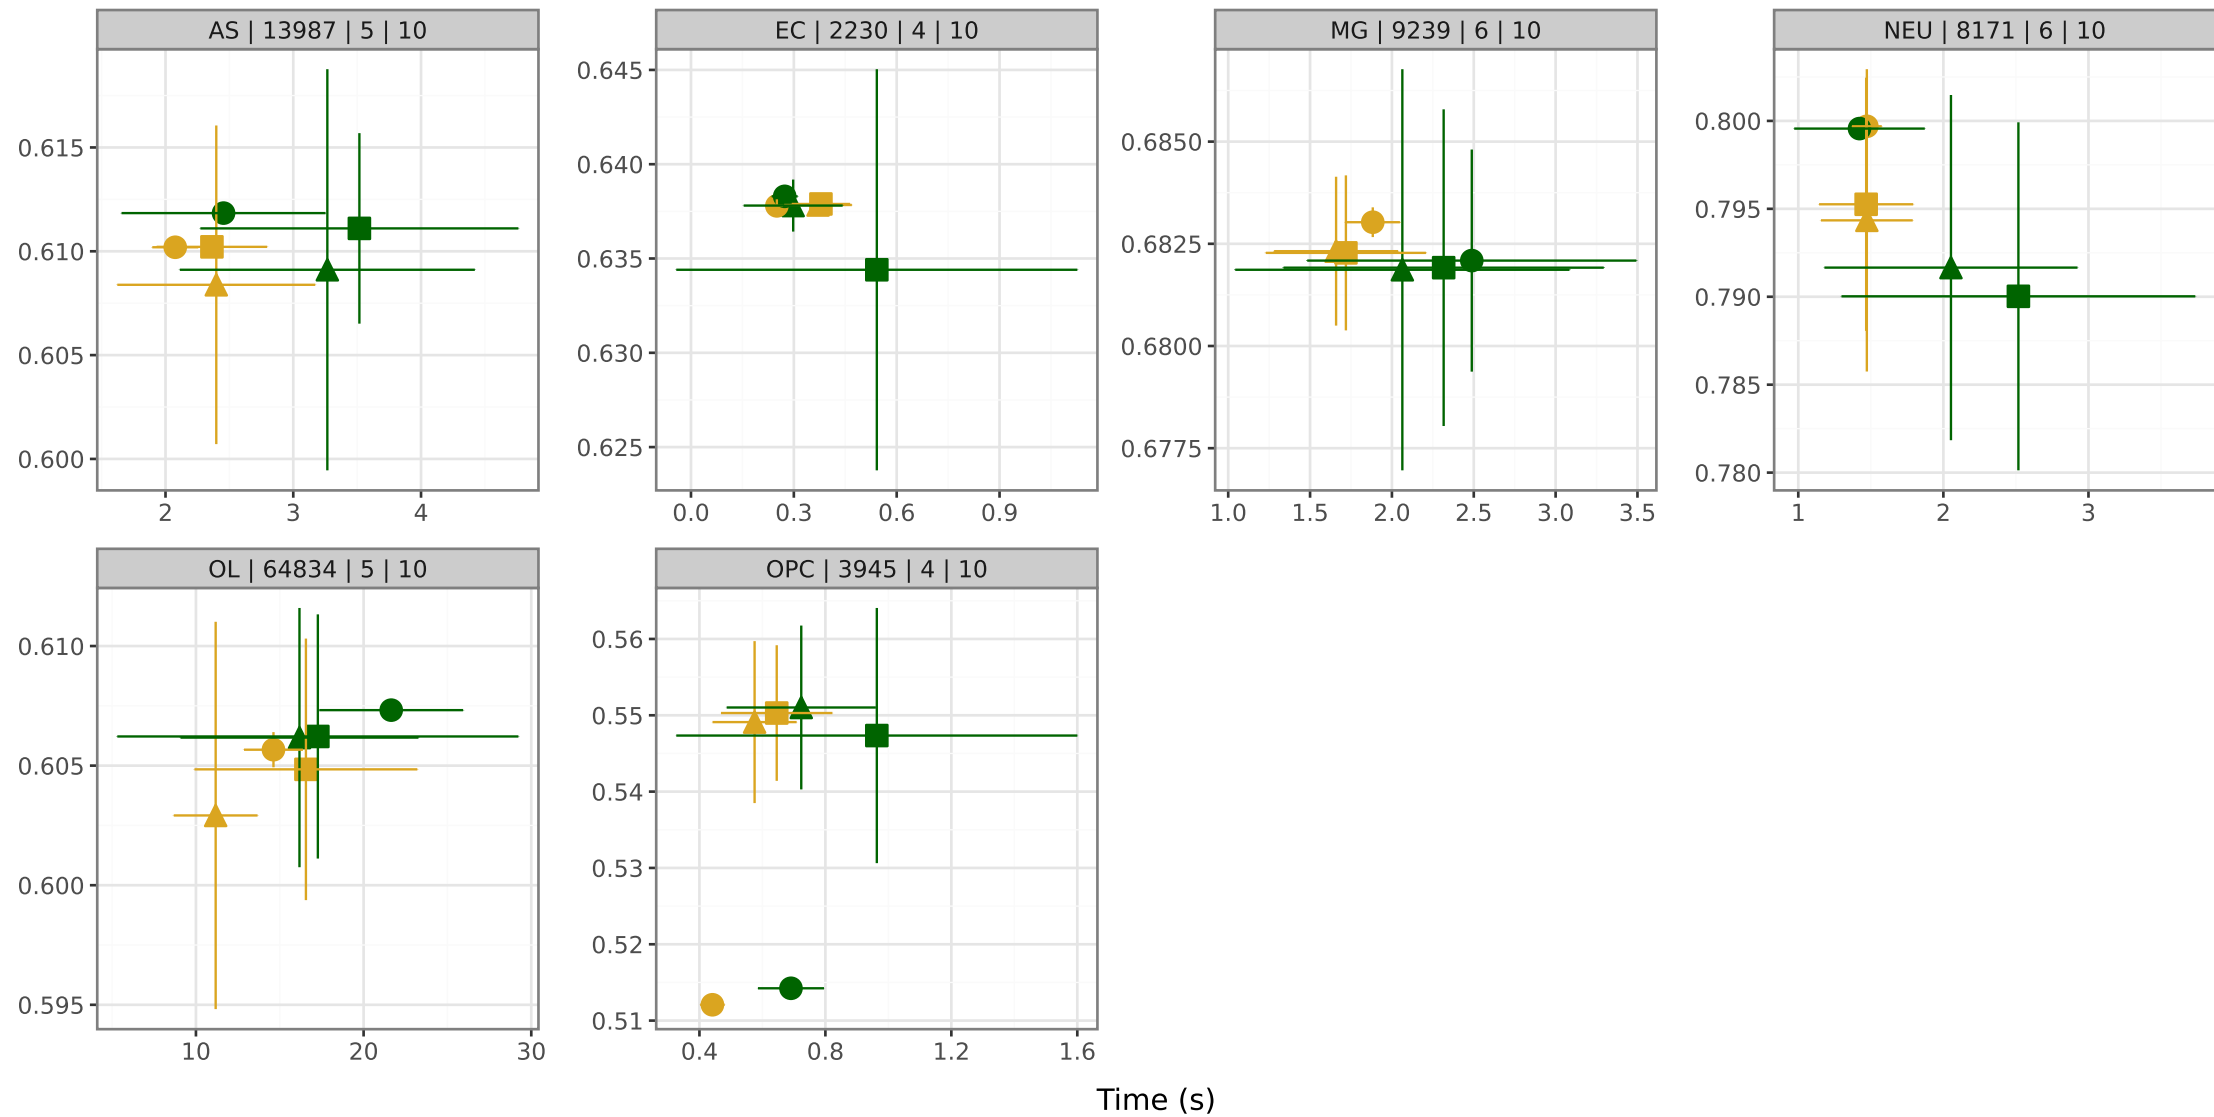 AS | 13987 | 5 | 10
EC | 2230 | 4 | 10
MG | 9239 | 6 | 10
NEU | 8171 | 6 | 10
0.615
0.610
0.605
0.600
2 3 4
0.645
0.640
0.635
0.630
0.625
0.0 0.3 0.6 0.9
0.6850
0.6825
0.6800
0.6775
1.0 1.5 2.0 2.5 3.0 3.5
0.800
0.795
0.790
0.785
0.780
1 2 3
OL | 64834 | 5 | 10
OPC | 3945 | 4 | 10
0.610
0.605
0.600
0.595
10 20 30
0.56
0.55
0.54
0.53
0.52
0.51
0.4 0.8 1.2 1.6
Time (s)